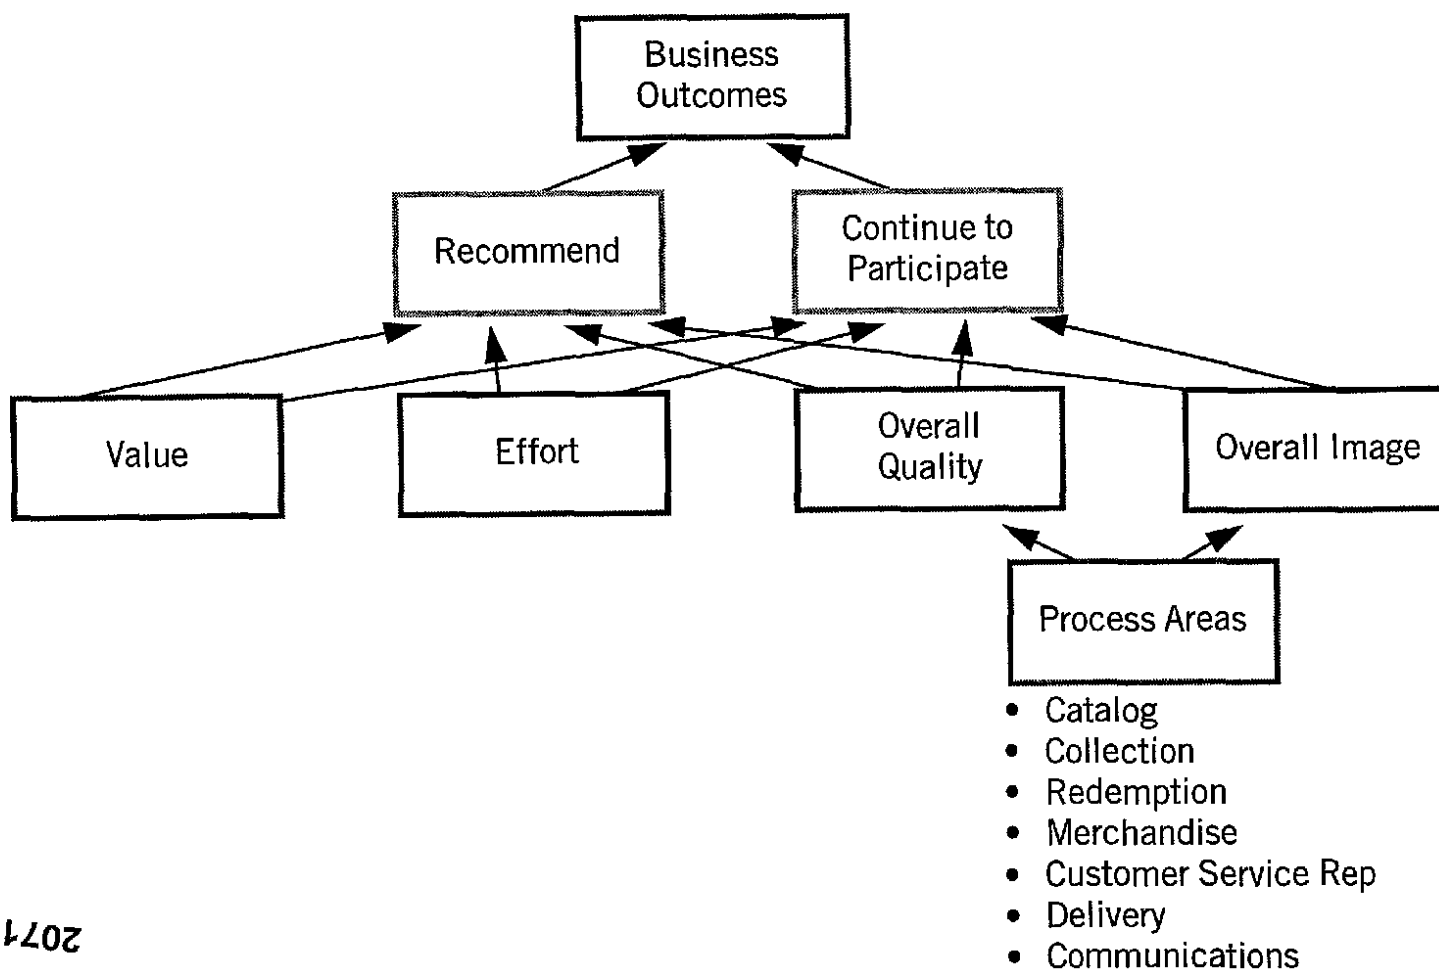 Business
Outcomes
Recommend
Continue to
Participate
Value
Effort
Overall
Quality
Overall Image
Process Areas
• Catalog
• Collection
• Redemption
• Merchandise
• Customer Service Rep
• Delivery
• Communications
2071